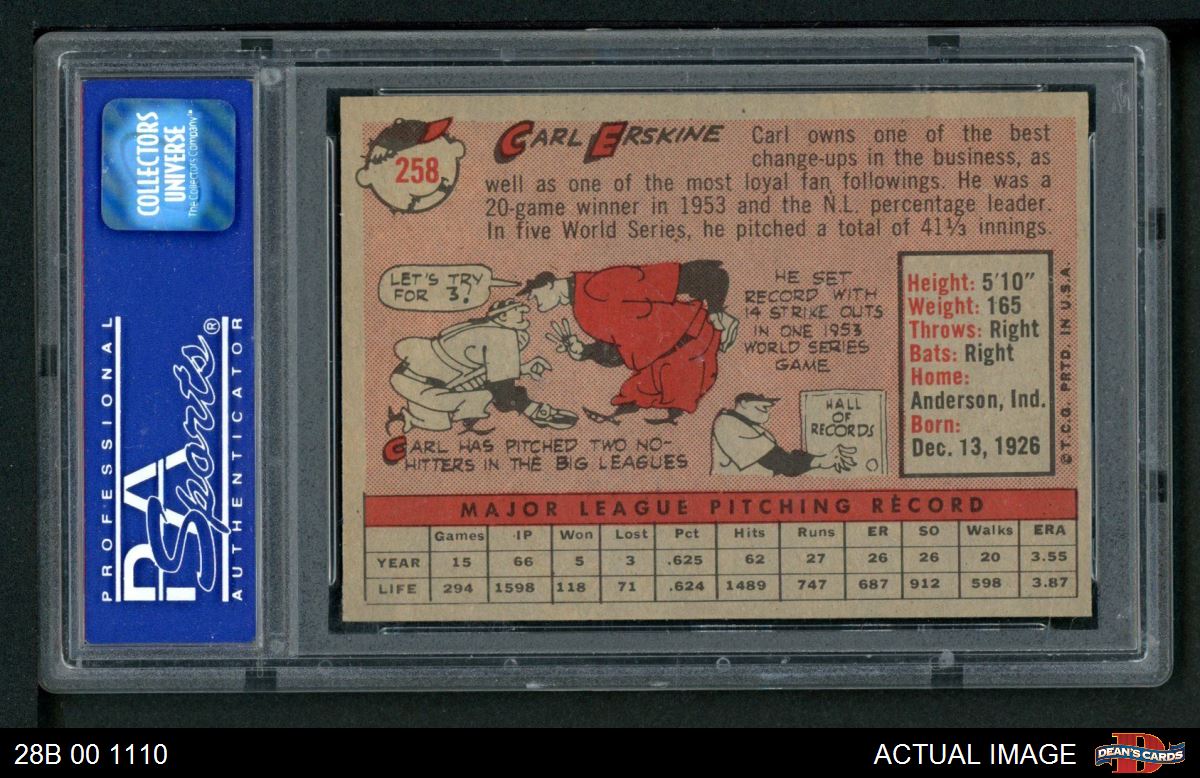 COLLECTORS
UNIVERSE
The Collectors Company™
PROFESSIONAL
PSA
Sports®
AUTHENTICATOR
258
CARL ERSKINE
Carl owns one of the best
change-ups in the business, as
well as one of the most loyal fan followings. He was a
20-game winner in 1953 and the N.L. percentage leader.
In five World Series, he pitched a total of 41⅓ innings.
LET'S TRY
FOR 3!
CARL HAS PITCHED TWO NO-
HITTERS IN THE BIG LEAGUES
HE SET
RECORD WITH
14 STRIKE OUTS
IN ONE 1953
WORLD SERIES
GAME
HALL
OF
RECORDS
Height: 5'10"
Weight: 165
Throws: Right
Bats: Right
Home:
Anderson, Ind.
Born:
Dec. 13, 1926
© T.C.G. PRTD. IN U.S.A.
MAJOR LEAGUE PITCHING RECORD
Games IP Won Lost Pct Hits Runs ER SO Walks ERA
YEAR 15 66 5 3 .625 62 27 26 26 20 3.55
LIFE 294 1598 118 71 .624 1489 747 687 912 598 3.87
28B 00 1110
ACTUAL IMAGE
DEAN'S CARDS